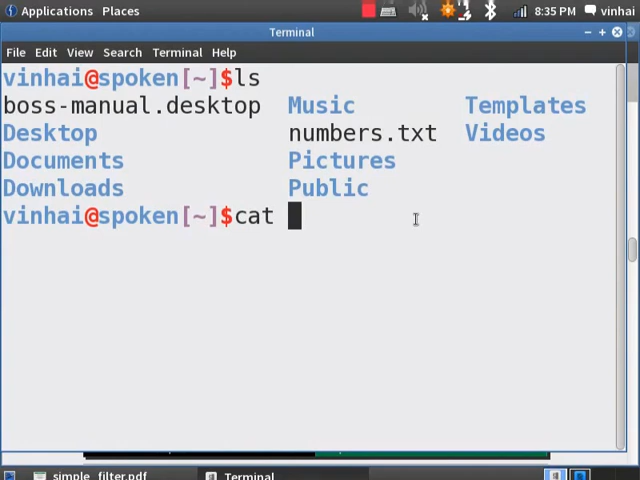 Applications Places 8:35 PM vinhai
Terminal
File Edit View Search Terminal Help
vinhai@spoken[~]$ls
boss-manual.desktop Music Templates
Desktop numbers.txt Videos
Documents Pictures
Downloads Public
vinhai@spoken[~]$cat
simple_filter.pdf Terminal